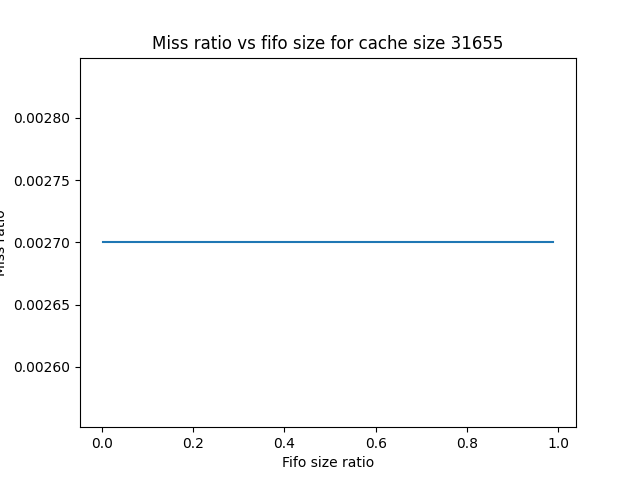 Miss ratio vs fifo size for cache size 31655
0.00280
0.00275
0.00270
0.00265
0.00260
Miss ratio
0.0 0.2 0.4 0.6 0.8 1.0
Fifo size ratio